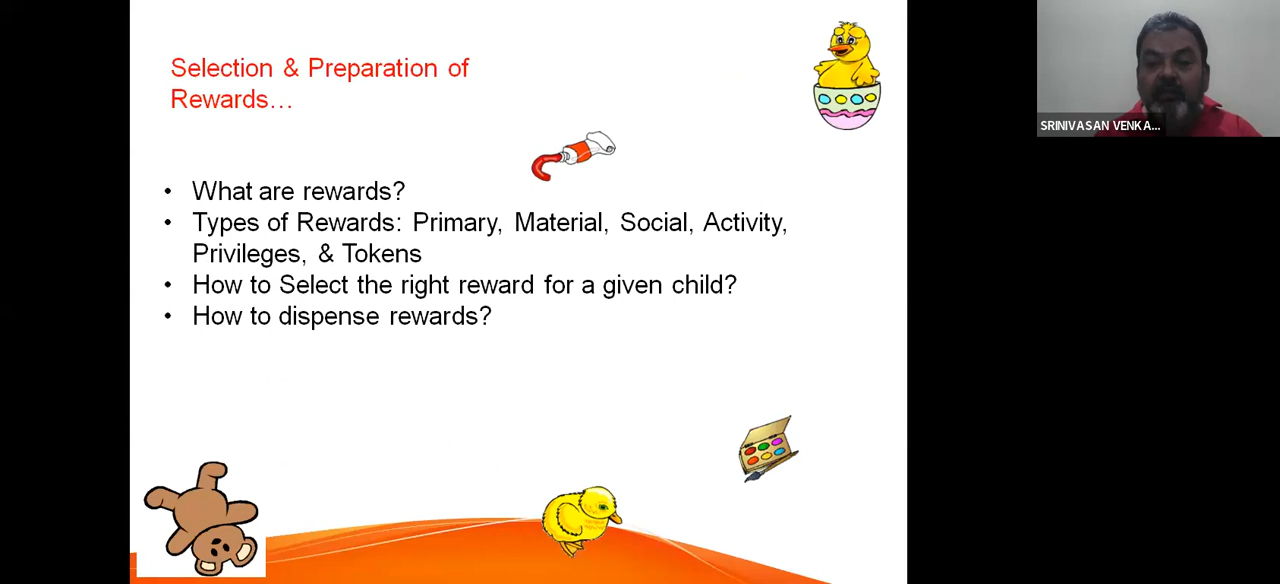 Selection & Preparation of
Rewards…
SRINIVASAN VENKA...
• What are rewards?
• Types of Rewards: Primary, Material, Social, Activity,
Privileges, & Tokens
• How to Select the right reward for a given child?
• How to dispense rewards?